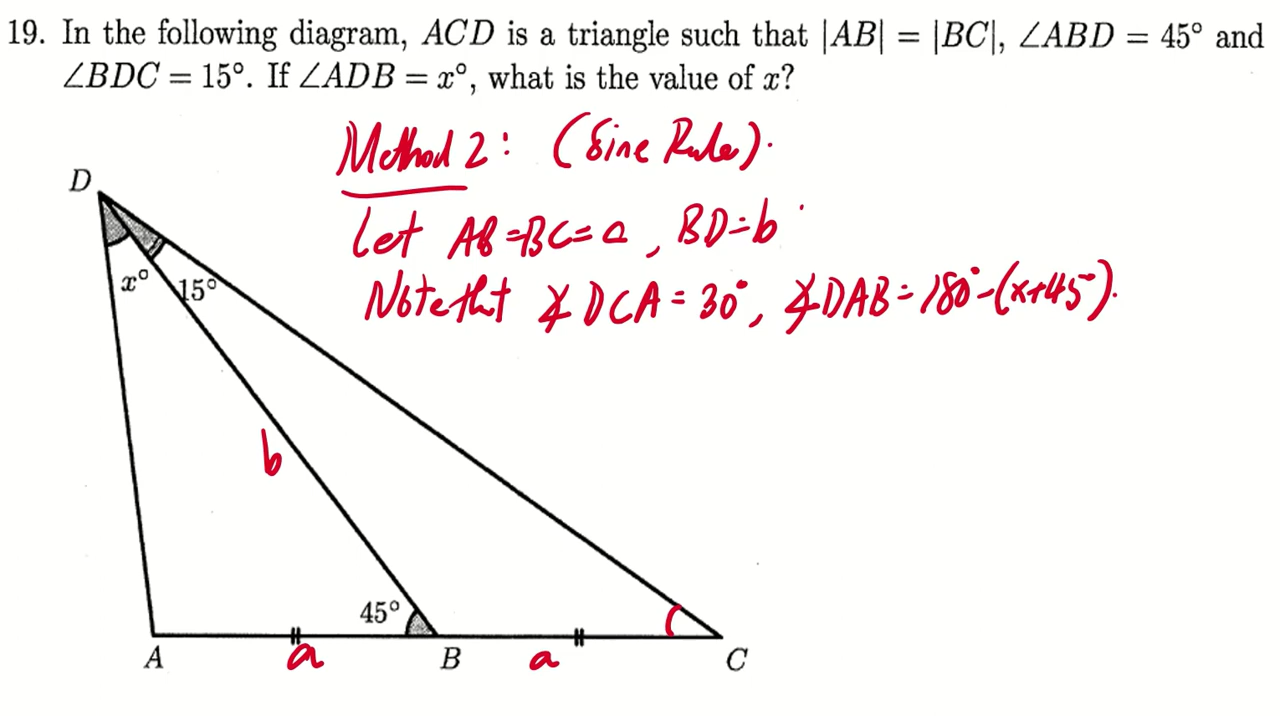 19. In the following diagram, ACD is a triangle such that |AB| = |BC|, ∠ABD = 45° and
∠BDC = 15°. If ∠ADB = x°, what is the value of x?
Method 2: (Sine Rule).
Let AB=BC=a, BD=b
Note that ∡DCA=30°, ∡DAB=180°-(x+45°).
D
x°
15°
b
45°
A
a
B
a
C